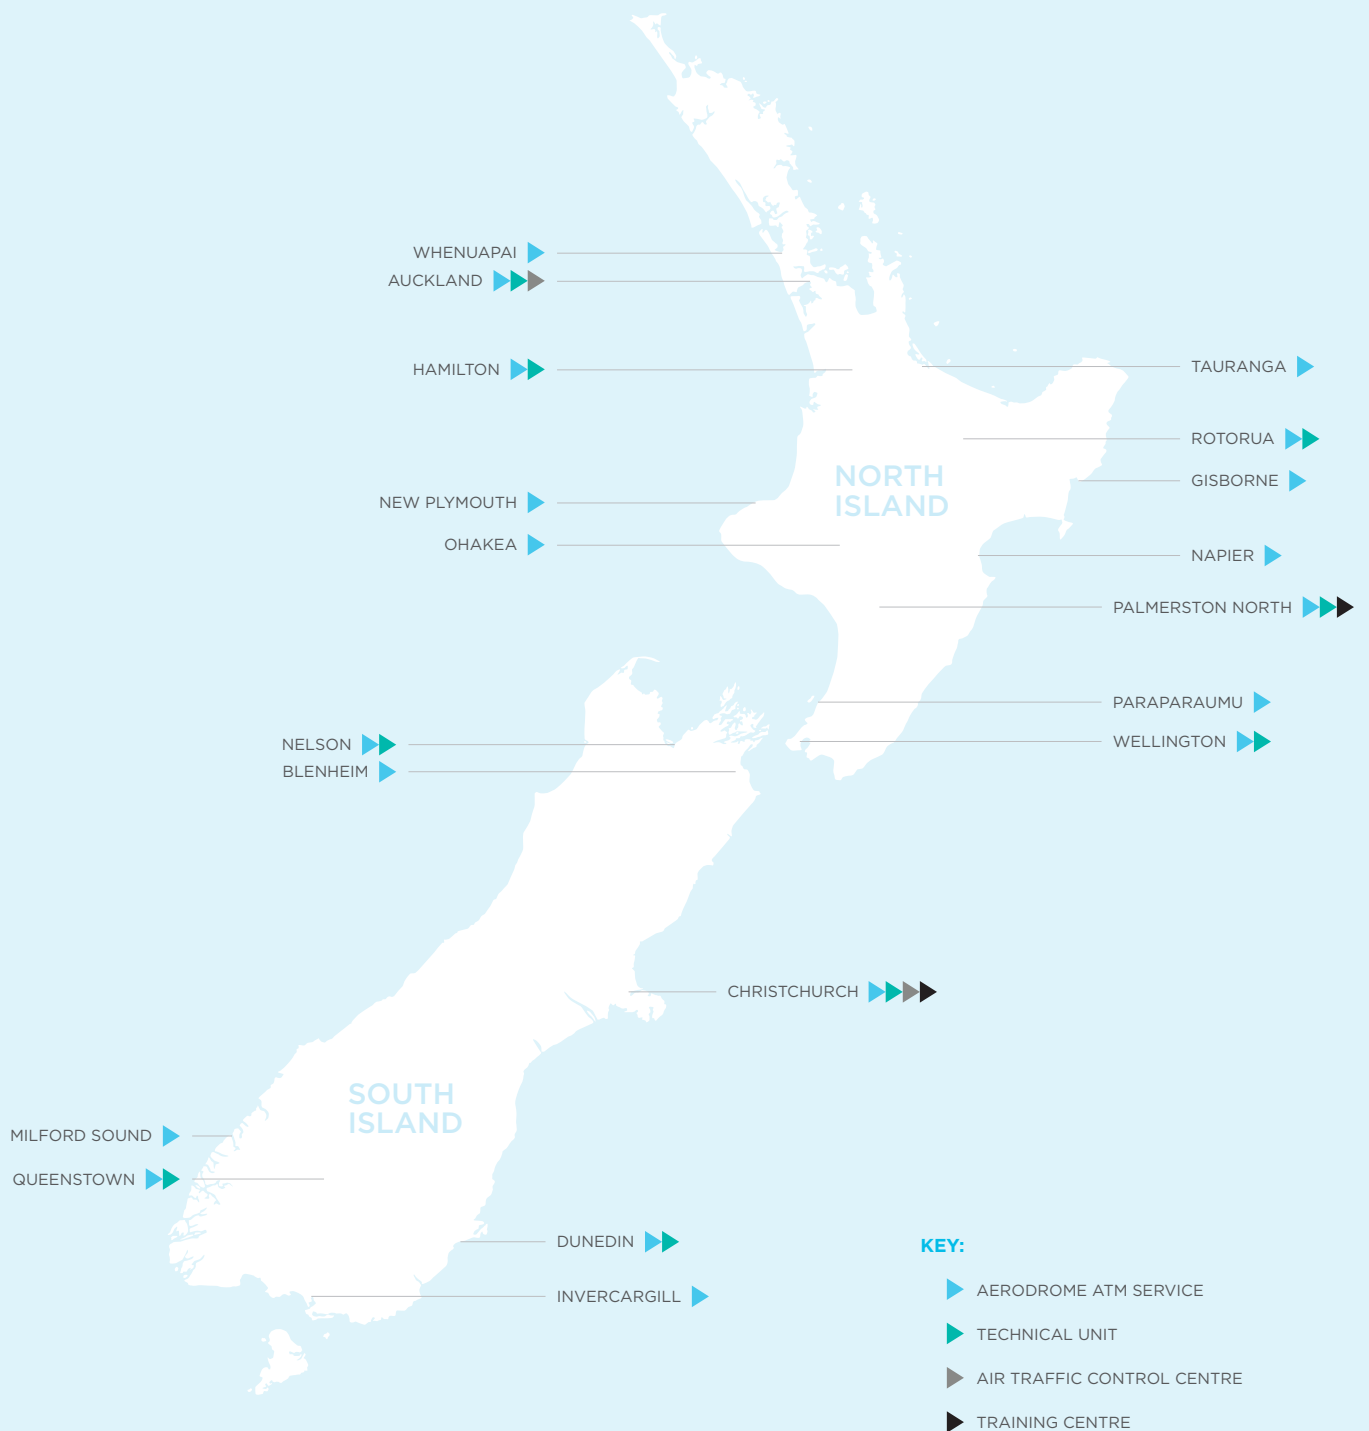 WHENUAPAI
AUCKLAND
HAMILTON
TAURANGA
ROTORUA
NORTH
ISLAND
GISBORNE
NEW PLYMOUTH
OHAKEA
NAPIER
PALMERSTON NORTH
PARAPARAUMU
NELSON
WELLINGTON
BLENHEIM
CHRISTCHURCH
SOUTH
ISLAND
MILFORD SOUND
QUEENSTOWN
DUNEDIN
INVERCARGILL
KEY:
AERODROME ATM SERVICE
TECHNICAL UNIT
AIR TRAFFIC CONTROL CENTRE
TRAINING CENTRE